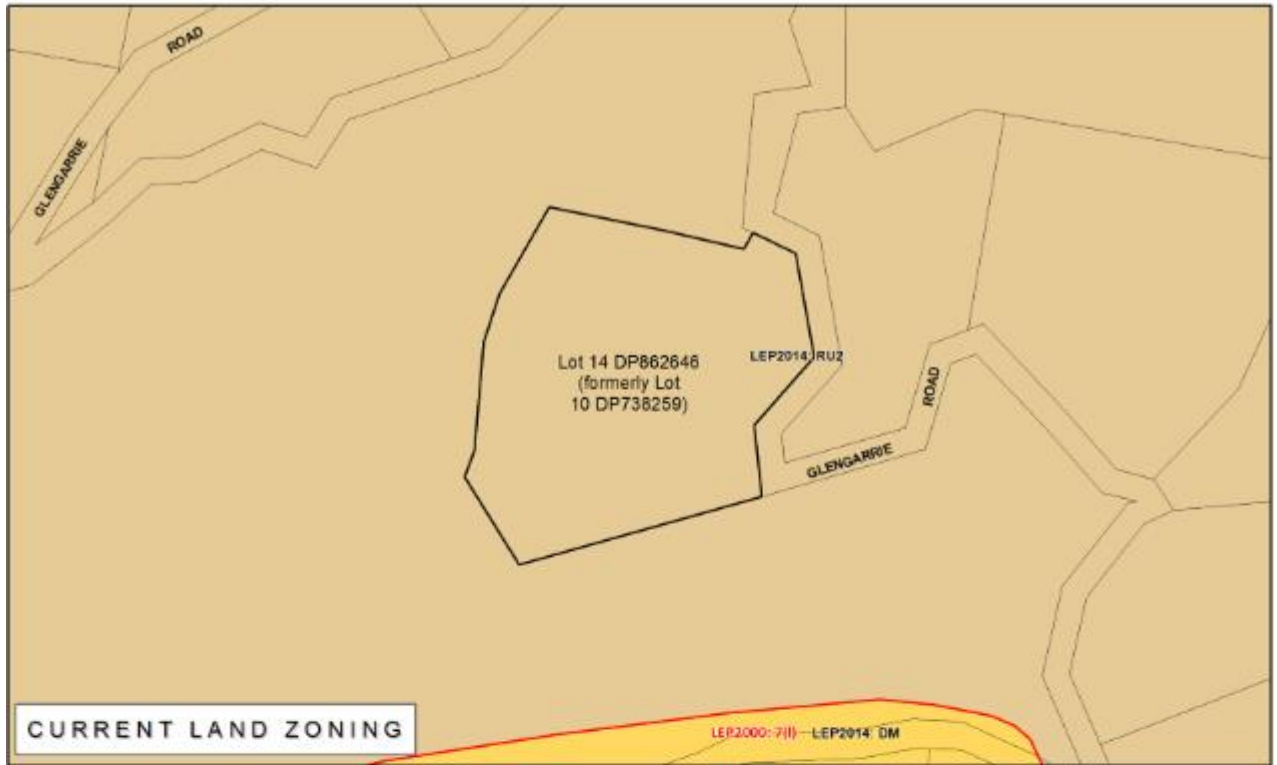 ROAD
GLENGARRIE
Lot 14 DP862646
(formerly Lot
10 DP738259)
LEP2014: RU2
ROAD
GLENGARRIE
CURRENT LAND ZONING
LEP2000: 7(l)
LEP2014: DM